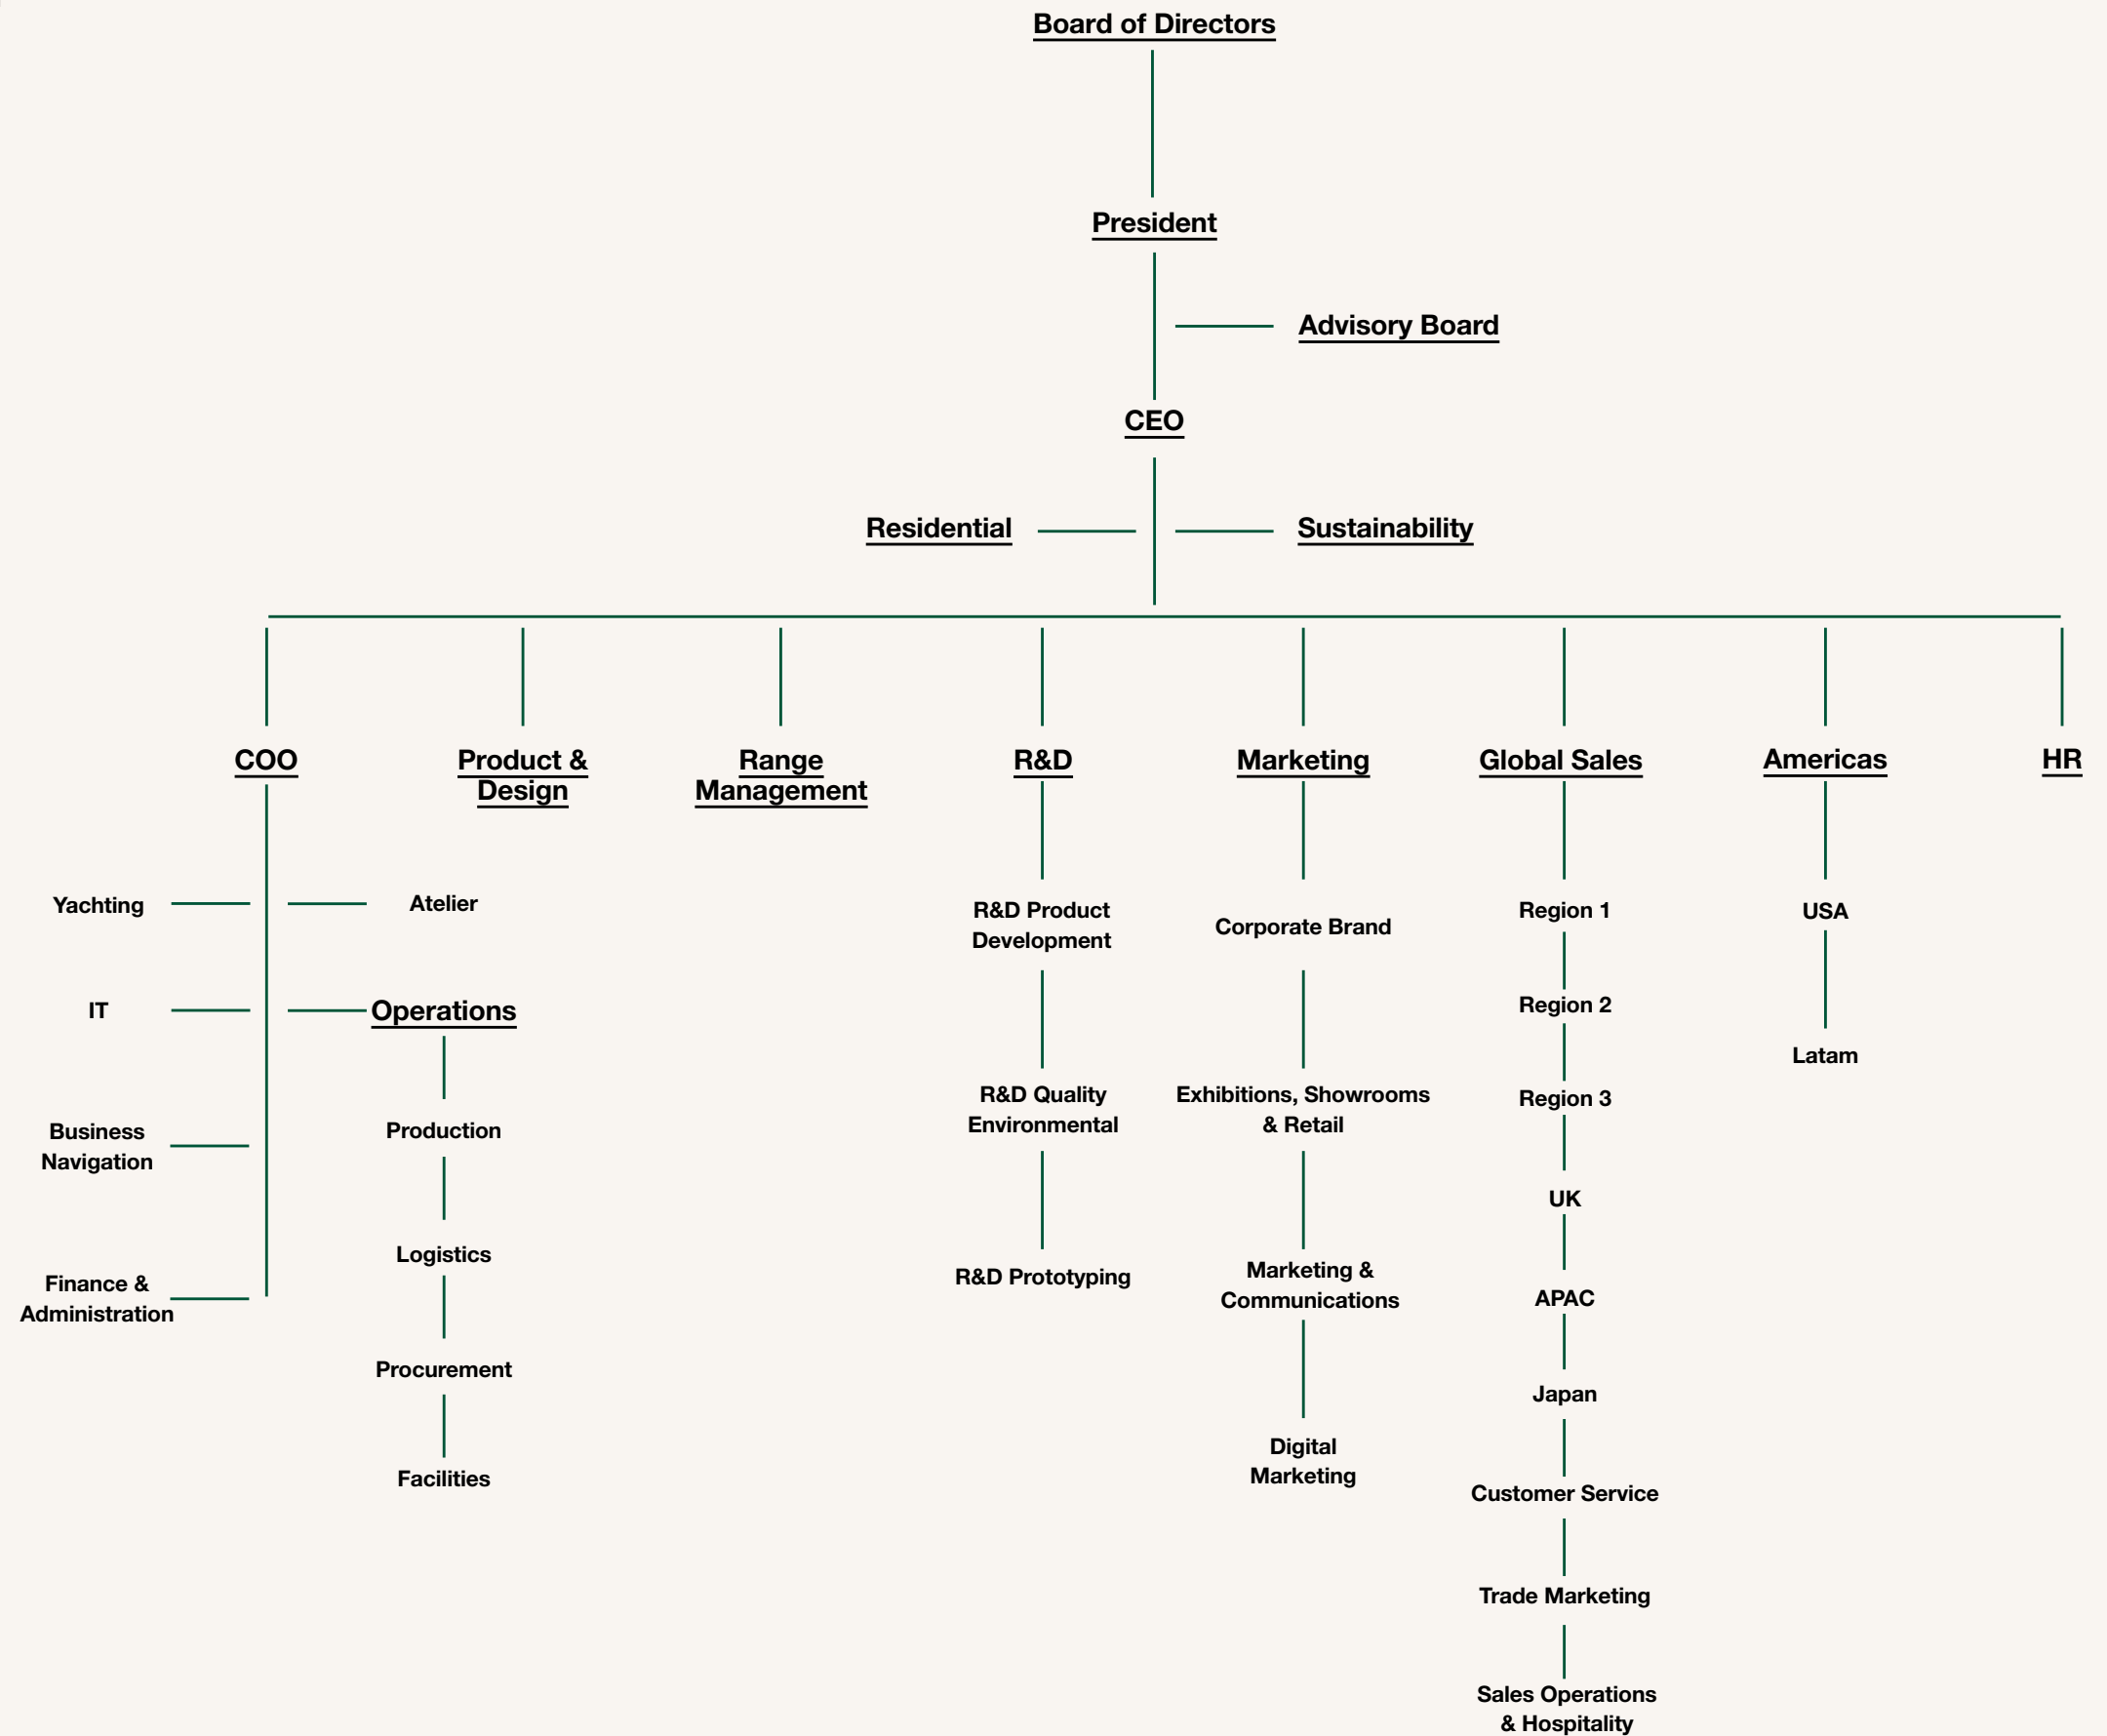 Board of Directors
President
Advisory Board
CEO
Residential
Sustainability
COO
Product &
Design
Range
Management
R&D
Marketing
Global Sales
Americas
HR
Yachting
Atelier
IT
Operations
Business
Navigation
Finance &
Administration
Production
Logistics
Procurement
Facilities
R&D Product
Development
R&D Quality
Environmental
R&D Prototyping
Corporate Brand
Exhibitions, Showrooms
& Retail
Marketing &
Communications
Digital
Marketing
Region 1
Region 2
Region 3
UK
APAC
Japan
Customer Service
Trade Marketing
Sales Operations
& Hospitality
USA
Latam